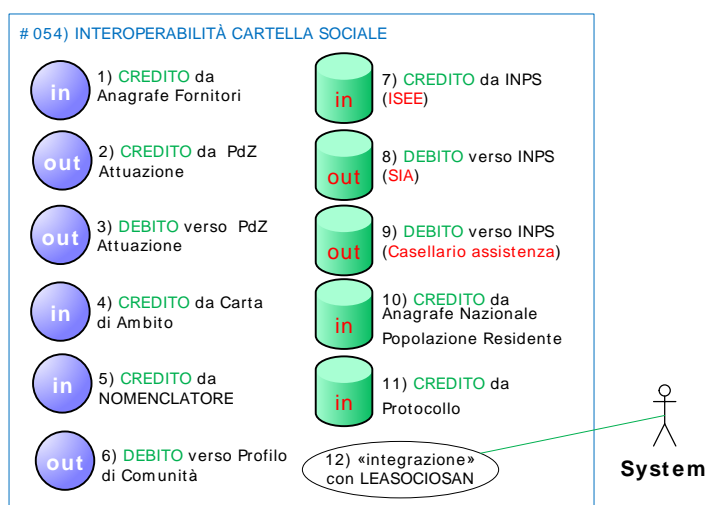 # 054) INTEROPERABILITÀ CARTELLA SOCIALE
in
1) CREDITO da
Anagrafe Fornitori
out
2) CREDITO da PdZ
Attuazione
out
3) DEBITO verso PdZ
Attuazione
in
4) CREDITO da Carta
di Ambito
in
5) CREDITO da
NOMENCLATORE
out
6) DEBITO verso Profilo
di Comunità
in
7) CREDITO da INPS
(ISEE)
out
8) DEBITO verso INPS
(SIA)
out
9) DEBITO verso INPS
(Casellario assistenza)
in
10) CREDITO da
Anagrafe Nazionale
Popolazione Residente
in
11) CREDITO da
Protocollo
12) «integrazione»
con LEASOCIOSAN
System